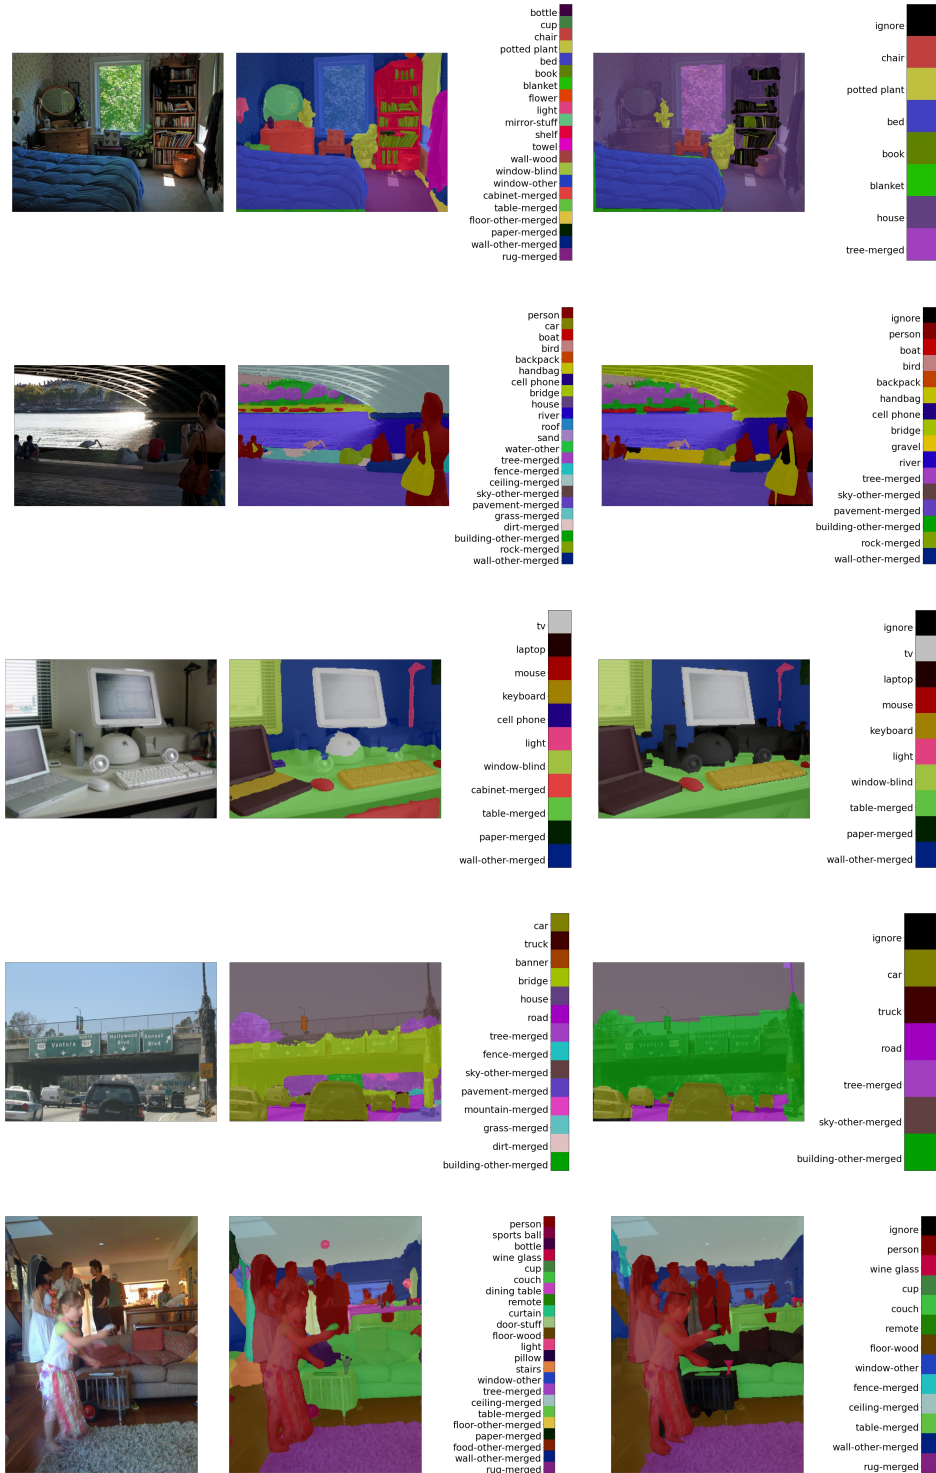 bottle
cup
chair
potted plant
bed
book
blanket
flower
light
mirror-stuff
shelf
towel
wall-wood
window-blind
window-other
cabinet-merged
table-merged
floor-other-merged
paper-merged
wall-other-merged
rug-merged
ignore
chair
potted plant
bed
book
blanket
house
tree-merged
person
car
boat
bird
backpack
handbag
cell phone
bridge
house
river
roof
sand
water-other
tree-merged
fence-merged
ceiling-merged
sky-other-merged
pavement-merged
grass-merged
dirt-merged
building-other-merged
rock-merged
wall-other-merged
ignore
person
boat
bird
backpack
handbag
cell phone
bridge
gravel
river
tree-merged
sky-other-merged
pavement-merged
building-other-merged
rock-merged
wall-other-merged
tv
laptop
mouse
keyboard
cell phone
light
window-blind
cabinet-merged
table-merged
paper-merged
wall-other-merged
ignore
tv
laptop
mouse
keyboard
light
window-blind
table-merged
paper-merged
wall-other-merged
Ventura
Hollywood
Blvd
Sunset
Blvd
car
truck
banner
bridge
house
road
tree-merged
fence-merged
sky-other-merged
pavement-merged
mountain-merged
grass-merged
dirt-merged
building-other-merged
ignore
car
truck
road
tree-merged
sky-other-merged
building-other-merged
person
sports ball
bottle
wine glass
cup
couch
dining table
remote
curtain
door-stuff
floor-wood
light
pillow
stairs
window-other
tree-merged
ceiling-merged
table-merged
floor-other-merged
paper-merged
food-other-merged
wall-other-merged
rug-merged
ignore
person
wine glass
cup
couch
remote
floor-wood
window-other
fence-merged
ceiling-merged
table-merged
wall-other-merged
rug-merged